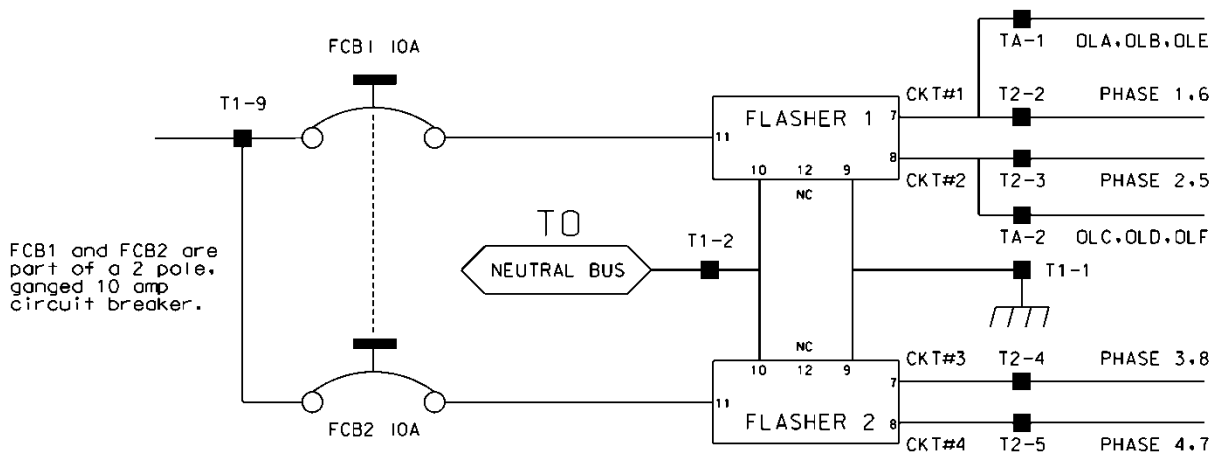 TA-1 OLA,OLB,OLE
FCB1 10A
T1-9
CKT#1 T2-2 PHASE 1,6
FLASHER 1
11
7
8
10 12 9
NC
CKT#2 T2-3 PHASE 2,5
TO
NEUTRAL BUS
T1-2
TA-2 OLC,OLD,OLF
T1-1
FCB1 and FCB2 are
part of a 2 pole,
ganged 10 amp
circuit breaker.
NC
10 12 9
CKT#3 T2-4 PHASE 3,8
7
11
FLASHER 2
8
FCB2 10A
CKT#4 T2-5 PHASE 4,7